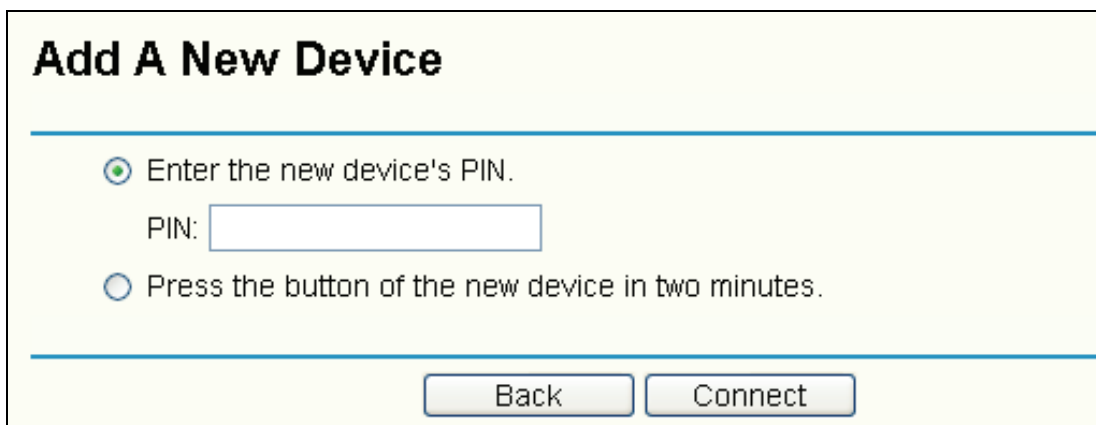 Add A New Device
Enter the new device's PIN.
PIN:
Press the button of the new device in two minutes.
Back Connect